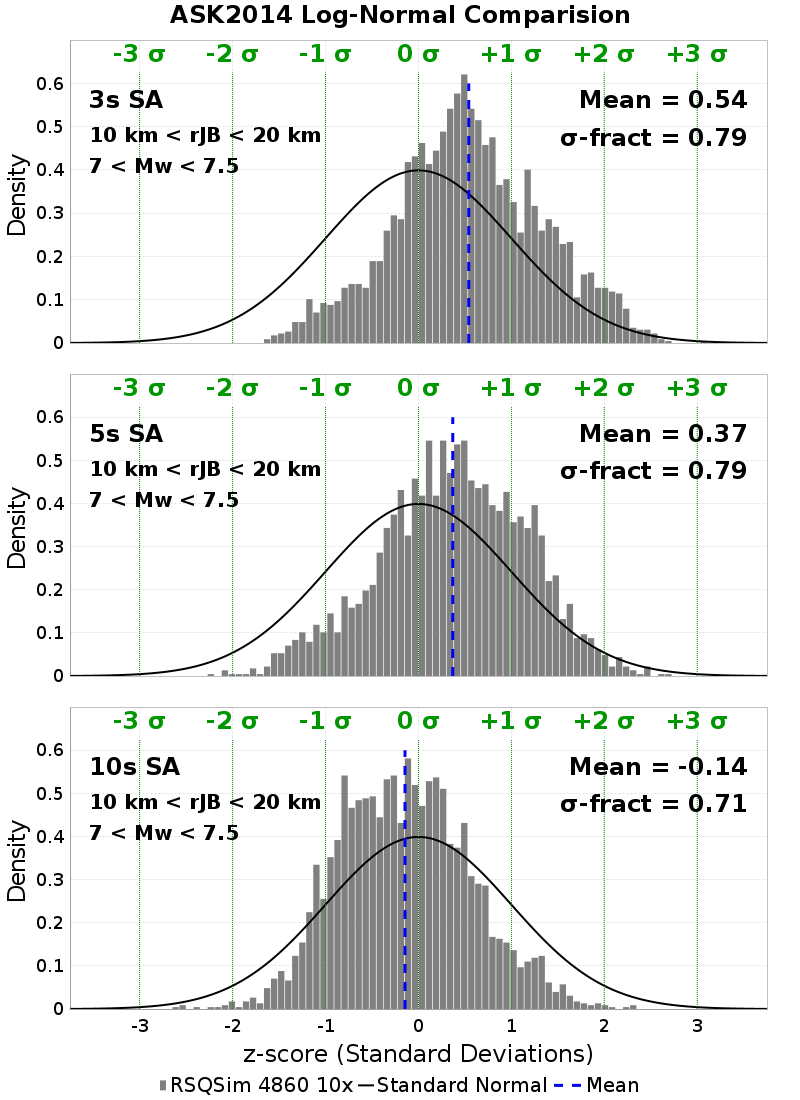 ASK2014 Log-Normal Comparision
-3 σ -2 σ -1 σ 0 σ +1 σ +2 σ +3 σ
3s SA
Mean = 0.54
10 km < rJB < 20 km
σ-fract = 0.79
7 < Mw < 7.5
0.6
0.5
0.4
0.3
0.2
0.1
0
Density
-3 σ -2 σ -1 σ 0 σ +1 σ +2 σ +3 σ
5s SA
Mean = 0.37
10 km < rJB < 20 km
σ-fract = 0.79
7 < Mw < 7.5
0.6
0.5
0.4
0.3
0.2
0.1
0
Density
-3 σ -2 σ -1 σ 0 σ +1 σ +2 σ +3 σ
10s SA
Mean = -0.14
10 km < rJB < 20 km
σ-fract = 0.71
7 < Mw < 7.5
0.6
0.5
0.4
0.3
0.2
0.1
0
Density
-3 -2 -1 0 1 2 3
z-score (Standard Deviations)
RSQSim 4860 10x Standard Normal Mean